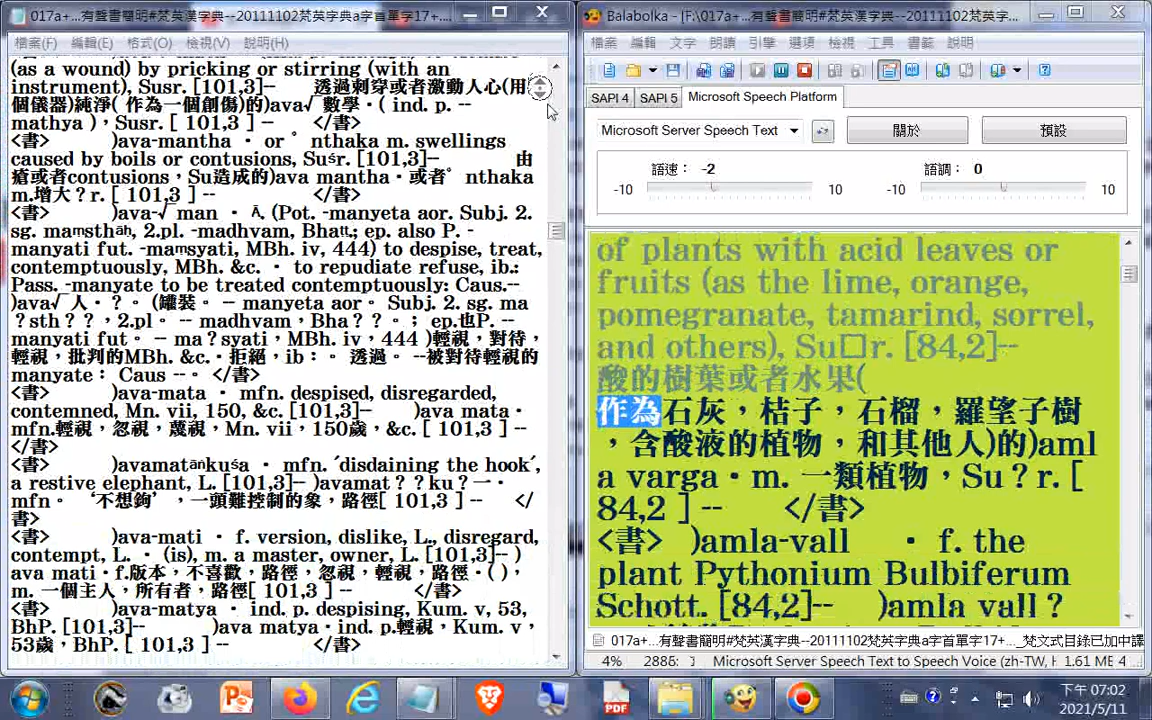 017a+...有聲書簡明#梵英漢字典--20111102梵英字典a字首單字17+...
檔案(F) 編輯(E) 格式(O) 檢視(V) 說明(H)
(as a wound) by pricking or stirring (with an
instrument), Susr. [101,3]-- 透過刺穿或者激動人心(用
個儀器)純淨( 作為一個創傷)的)ava√ 數學‧( ind. p. --
mathya )，Susr. [ 101,3 ] -- </書>
<書> )ava-mantha ‧ or ˚ nthaka m. swellings
caused by boils or contusions, Suśr. [101,3]-- 由
瘡或者contusions，Su造成的)ava mantha‧或者˚ nthaka
m.增大？r. [ 101,3 ] -- </書>
<書> )ava-√ man ‧ Ā. (Pot. -manyeta aor. Subj. 2.
sg. maṃsthāḥ, 2.pl. -madhvam, Bhaṭṭ.; ep. also P. -
manyati fut. -maṃsyati, MBh. iv, 444) to despise, treat,
contemptuously, MBh. &c. ‧ to repudiate refuse, ib.:
Pass. -manyate to be treated contemptuously: Caus.--
)ava√ 人‧？。(罐裝。 -- manyeta aor。 Subj. 2. sg. ma
？sth？？，2.pl。 -- madhvam，Bha？？。； ep.也P. --
manyati fut。 -- ma？syati，MBh. iv，444 )輕視，對待，
輕視，批判的MBh. &c.‧拒絕，ib：。 透過。 --被對待輕視的
manyate： Caus --。 </書>
<書> )ava-mata ‧ mfn. despised, disregarded,
contemned, Mn. vii, 150, &c. [101,3]-- )ava mata‧
mfn.輕視，忽視，蔑視，Mn. vii，150歲，&c. [ 101,3 ] --
</書>
<書> )avamatāṅkuśa ‧ mfn. 'disdaining the hook',
a restive elephant, L. [101,3]-- )avamat？？ku？一‧
mfn。 '不想鉤'，一頭難控制的象，路徑[ 101,3 ] -- </
書>
<書> )ava-mati ‧ f. version, dislike, L., disregard,
contempt, L. ‧ (is), m. a master, owner, L. [101,3]-- )
ava mati‧f.版本，不喜歡，路徑，忽視，輕視，路徑‧( )，
m. 一個主人，所有者，路徑[ 101,3 ] -- </書>
<書> )ava-matya ‧ ind. p. despising, Kum. v, 53,
BhP. [101,3]-- )ava matya‧ind. p.輕視，Kum. v，
53歲，BhP. [ 101,3 ] -- </書>
Balabolka - [F:\017a+...有聲書簡明#梵英漢字典--20111102梵英字...
檔案 編輯 文字 朗讀 引擎 選項 檢視 工具 書籤 說明
SAPI 4 SAPI 5 Microsoft Speech Platform
Microsoft Server Speech Text 關於 預設
語速： -2 語調： 0
-10 10 -10 10
of plants with acid leaves or
fruits (as the lime, orange,
pomegranate, tamarind, sorrel,
and others), Su□r. [84,2]--
酸的樹葉或者水果(
作為石灰，桔子，石榴，羅望子樹
，含酸液的植物，和其他人)的)aml
a varga‧m. 一類植物，Su？r. [
84,2 ] -- </書>
<書> )amla-vall ‧ f. the
plant Pythonium Bulbiferum
Schott. [84,2]-- )amla vall？
017a+...有聲書簡明#梵英漢字典--20111102梵英字典a字首單字17+..._梵文式目錄已加中譯
4% 2885: Microsoft Server Speech Text to Speech Voice (zh-TW, 1.61 ME 4
下午 07:02
2021/5/11